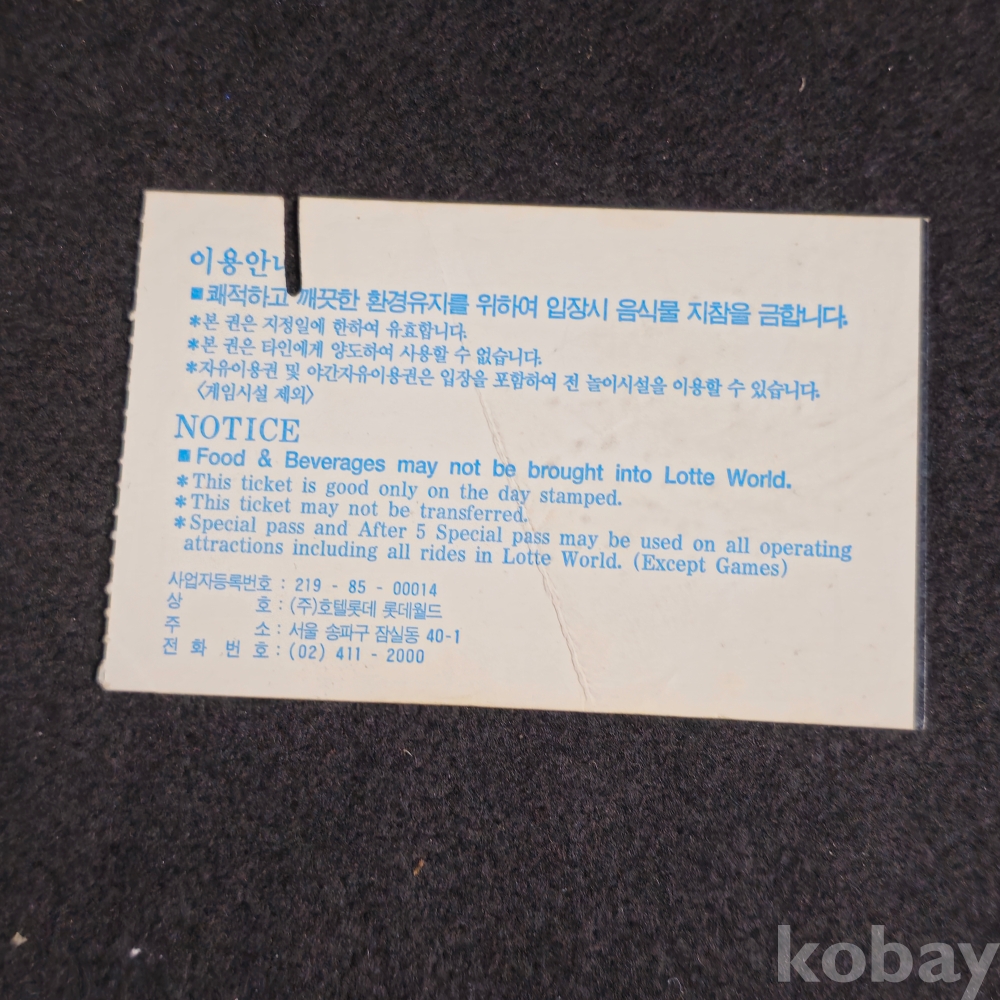 이용안
■쾌적하고 깨끗한 환경유지를 위하여 입장시 음식물 지참을 금합니다.
*본 권은 지정일에 한하여 유효합니다.
*본 권은 타인에게 양도하여 사용할 수 없습니다.
*자유이용권 및 야간자유이용권은 입장을 포함하여 전 놀이시설을 이용할 수 있습니다.
〈게임시설 제외〉
NOTICE
■Food & Beverages may not be brought into Lotte World.
*This ticket is good only on the day stamped.
*This ticket may not be transferred.
*Special pass and After 5 Special pass may be used on all operating
attractions including all rides in Lotte World. (Except Games)
사업자등록번호 : 219 - 85 - 00014
상 호 : (주)호텔롯데 롯데월드
주 소 : 서울 송파구 잠실동 40-1
전 화 번 호 : (02) 411 - 2000
kobay